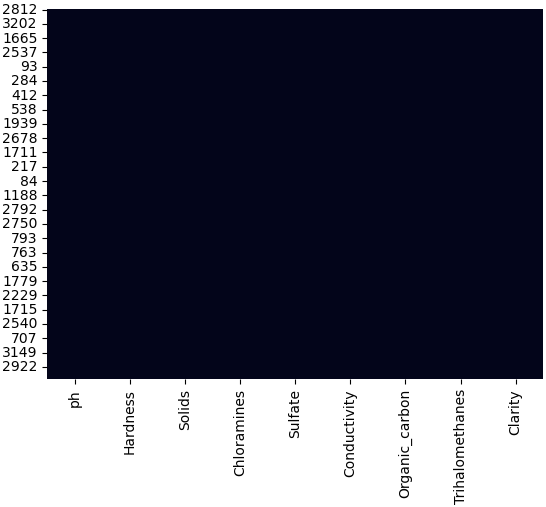 2812
3202
1665
2537
93
284
412
538
1939
2678
1711
217
84
1188
2792
2750
793
763
635
1779
2229
1715
2540
707
3149
2922
ph
Hardness
Solids
Chloramines
Sulfate
Conductivity
Organic_carbon
Trihalomethanes
Clarity